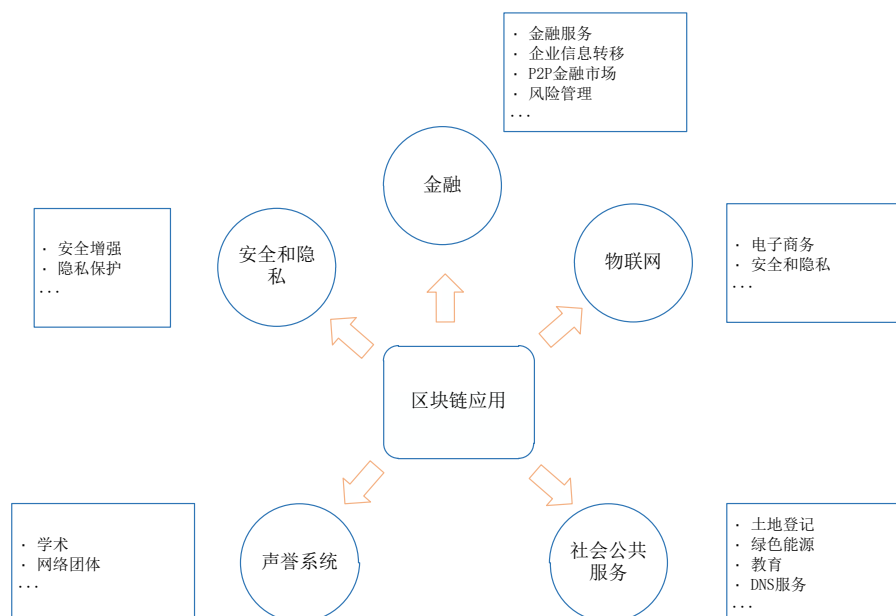 · 金融服务
· 企业信息转移
· P2P金融市场
· 风险管理
...
金融
· 安全增强
· 隐私保护
...
安全和隐
私
物联网
· 电子商务
· 安全和隐私
...
区块链应用
· 学术
· 网络团体
...
声誉系统
社会公共
服务
· 土地登记
· 绿色能源
· 教育
· DNS服务
...